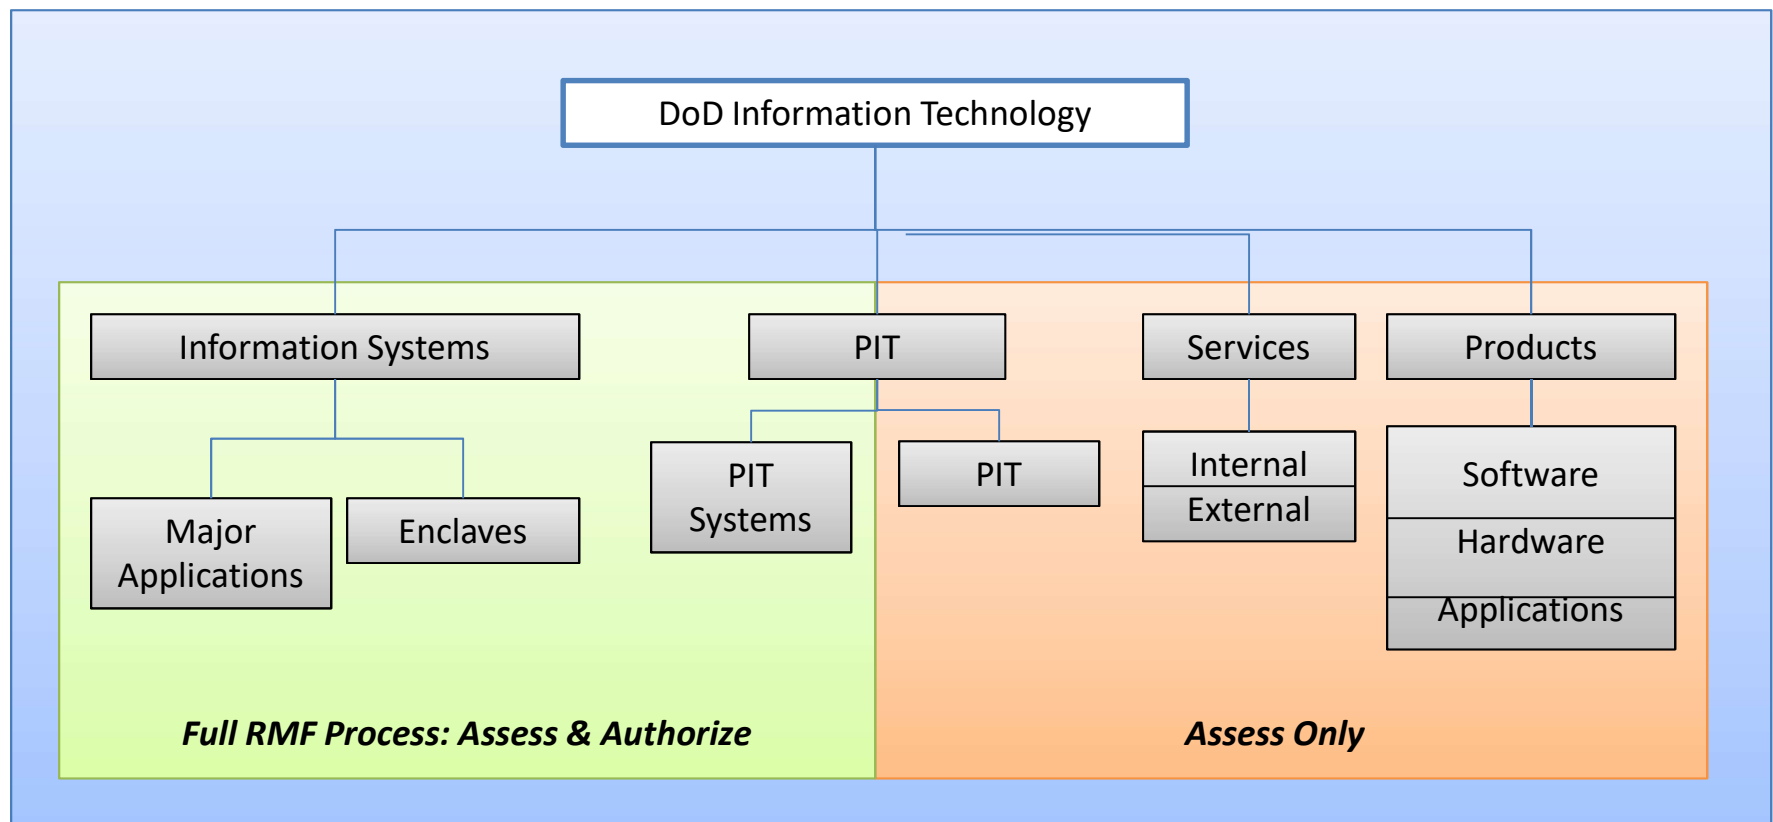 DoD Information Technology
Information Systems
PIT
Services
Products
Major
Applications
Enclaves
PIT
Systems
PIT
Internal
External
Software
Hardware
Applications
Full RMF Process: Assess & Authorize
Assess Only